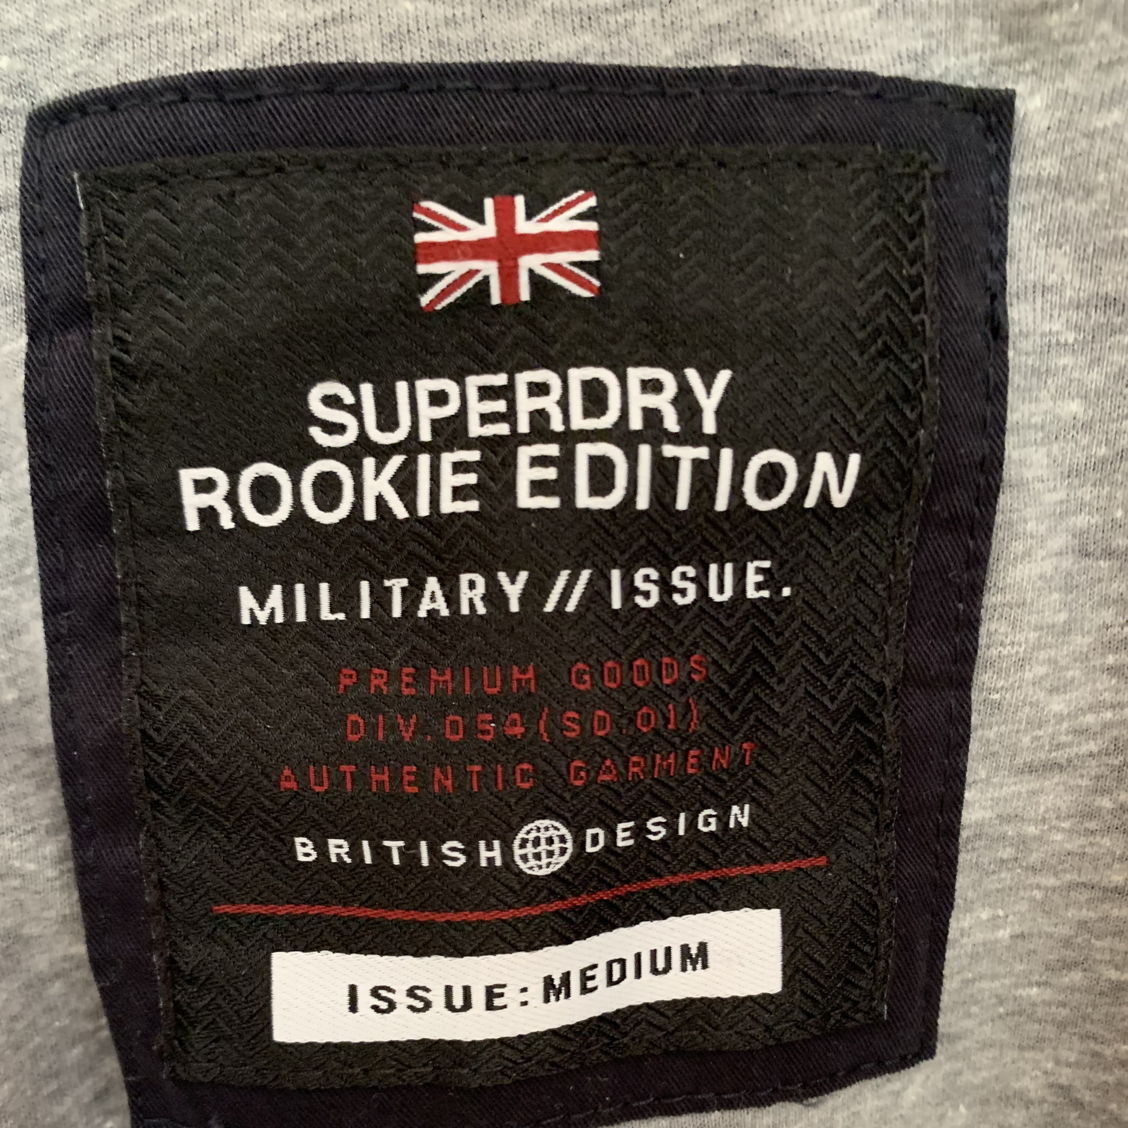 SUPERDRY
ROOKIE EDITION
MILITARY//ISSUE.
PREMIUM GOODS
DIV.054(SD.01)
AUTHENTIC GARMENT
BRITISH DESIGN
ISSUE:MEDIUM